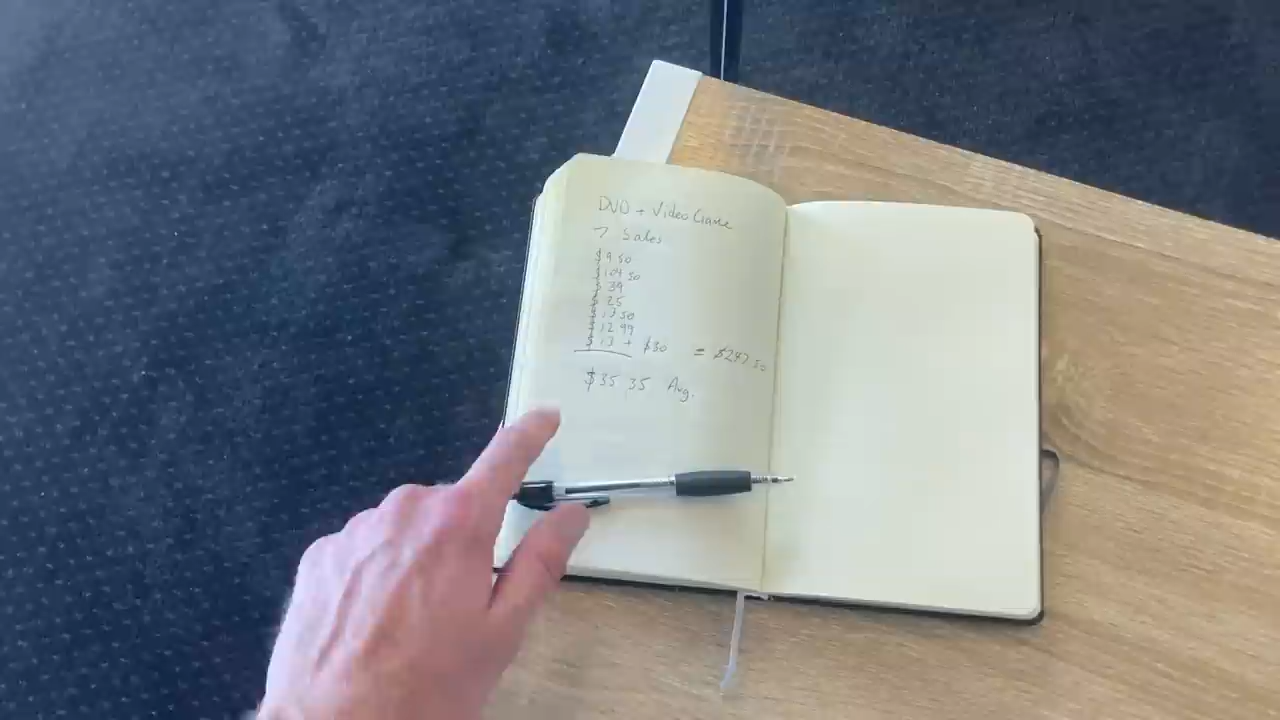 DVD + Video Game
7 Sales
$9.50
$104.50
$39
$25
$13.50
$12.99
$13 + $30 = $247.50
$35.35 Avg.